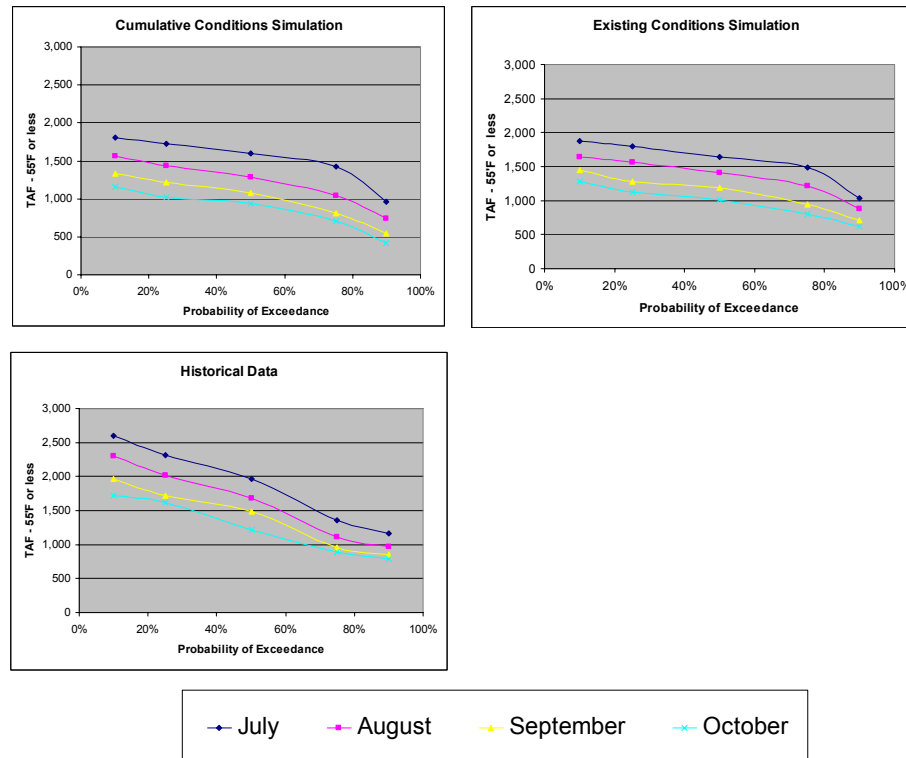 Cumulative Conditions Simulation
3,000
2,500
2,000
1,500
1,000
500
0
TAF - 55°F or less
0% 20% 40% 60% 80% 100%
Probability of Exceedance
Existing Conditions Simulation
3,000
2,500
2,000
1,500
1,000
500
0
TAF - 55°F or less
0% 20% 40% 60% 80% 100%
Probability of Exceedance
Historical Data
3,000
2,500
2,000
1,500
1,000
500
0
TAF - 55°F or less
0% 20% 40% 60% 80% 100%
Probability of Exceedance
July August September October